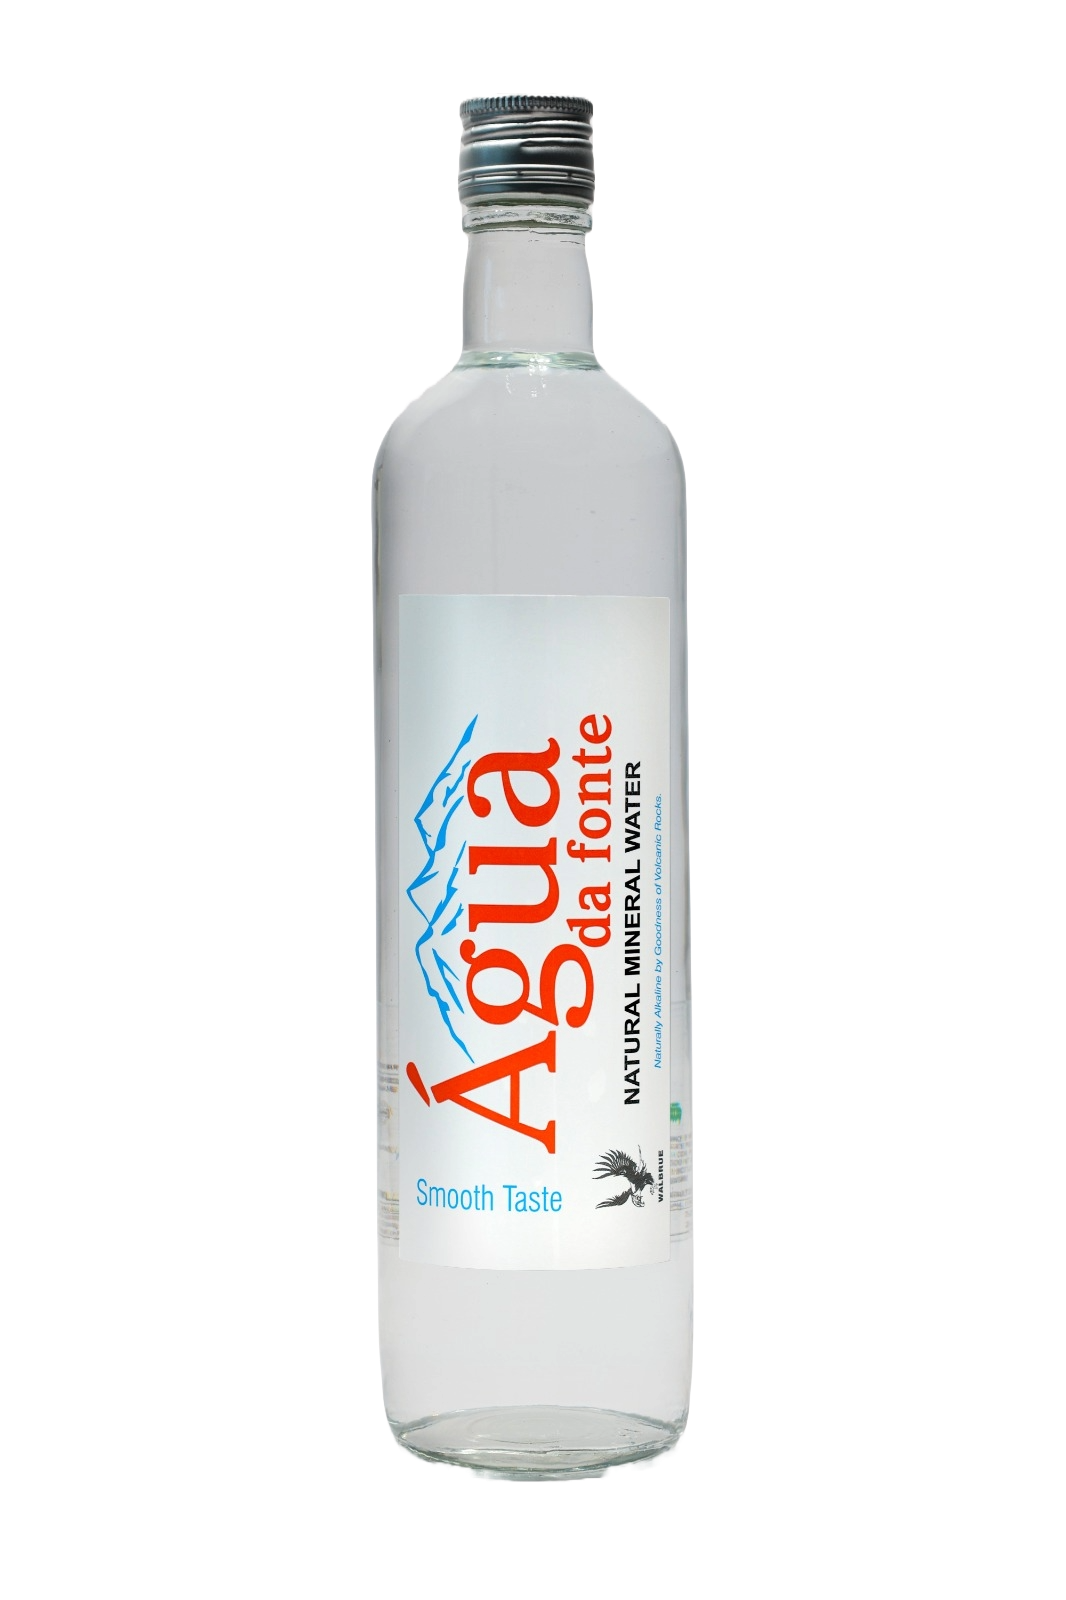 Água
da fonte
NATURAL MINERAL WATER
Naturally Alkaline by Goodness of Volcanic Rocks.
Smooth Taste
WALBRUE